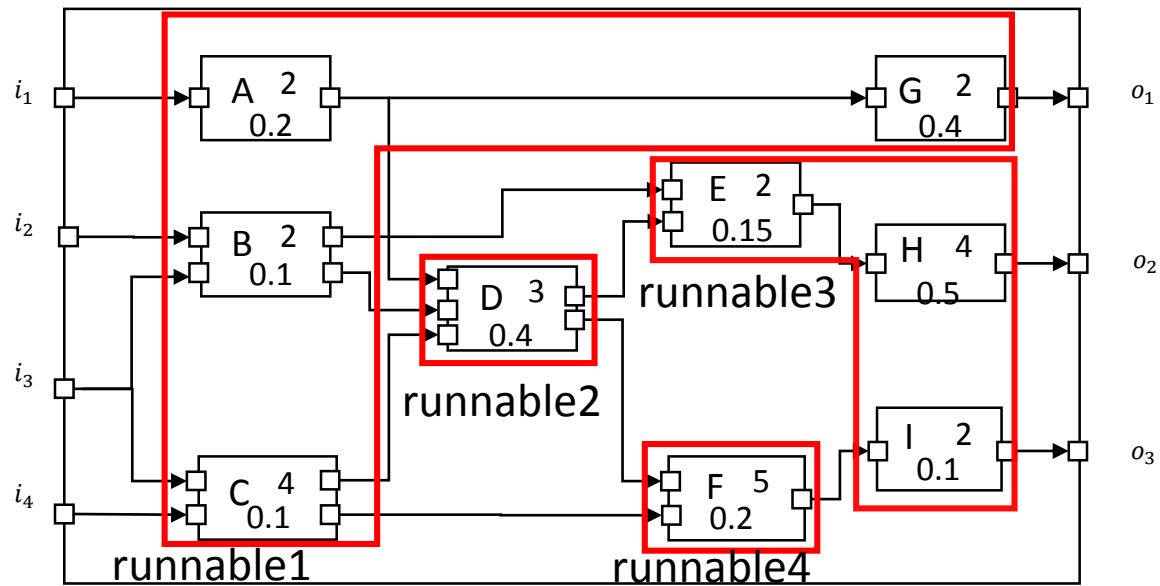 i₁
A 2
0.2
G 2
0.4
o₁
i₂
B 2
0.1
E 2
0.15
H 4
0.5
o₂
runnable3
D 3
0.4
i₃
runnable2
i₄
C 4
0.1
F 5
0.2
I 2
0.1
o₃
runnable1
runnable4